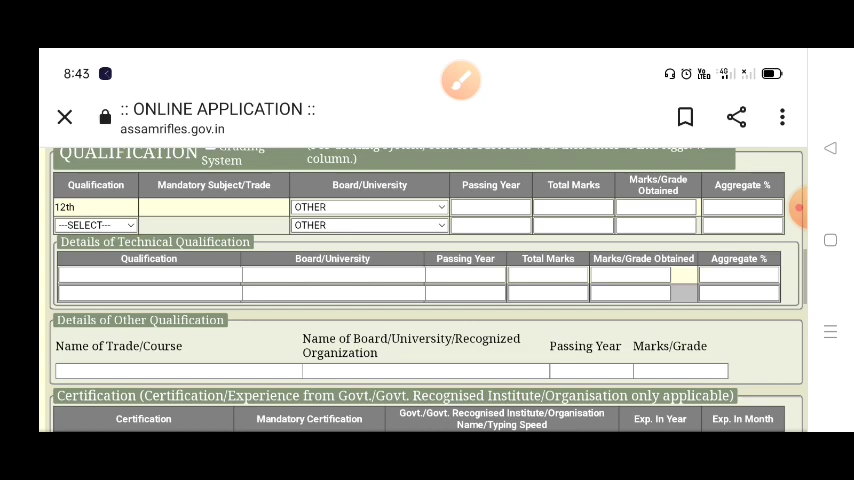 8:43
:: ONLINE APPLICATION ::
assamrifles.gov.in
QUALIFICATION
System
column.)
Qualification Mandatory Subject/Trade Board/University Passing Year Total Marks Marks/Grade Obtained Aggregate %
12th OTHER
---SELECT--- OTHER
Details of Technical Qualification
Qualification Board/University Passing Year Total Marks Marks/Grade Obtained Aggregate %
Details of Other Qualification
Name of Trade/Course Name of Board/University/Recognized Organization Passing Year Marks/Grade
Certification (Certification/Experience from Govt./Govt. Recognised Institute/Organisation only applicable)
Certification Mandatory Certification Govt./Govt. Recognised Institute/Organisation Name/Typing Speed Exp. In Year Exp. In Month